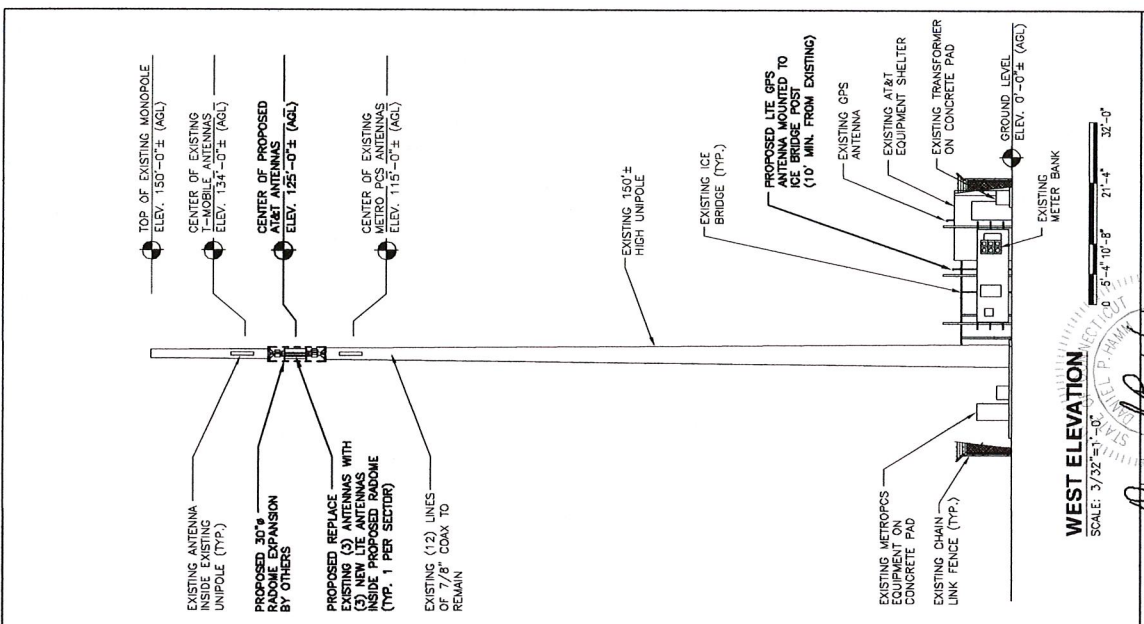 TOP OF EXISTING MONOPOLE
ELEV. 150'-0"± (AGL)
CENTER OF EXISTING
T-MOBILE ANTENNAS
ELEV. 134'-0"± (AGL)
CENTER OF PROPOSED
AT&T ANTENNAS
ELEV. 125'-0"± (AGL)
CENTER OF EXISTING
METRO PCS ANTENNAS
ELEV. 115'-0"± (AGL)
EXISTING ANTENNA
INSIDE EXISTING
UNIPOLE (TYP.)
PROPOSED 30"ø
RADOME EXPANSION
BY OTHERS
PROPOSED REPLACE
EXISTING (3) ANTENNAS WITH
(3) NEW LTE ANTENNAS
INSIDE PROPOSED RADOME
(TYP. 1 PER SECTOR)
EXISTING (12) LINES
OF 7/8" COAX TO
REMAIN
EXISTING 150'±
HIGH UNIPOLE
EXISTING ICE
BRIDGE (TYP.)
PROPOSED LTE GPS
ANTENNA MOUNTED TO
ICE BRIDGE POST
(10' MIN. FROM EXISTING)
EXISTING GPS
ANTENNA
EXISTING AT&T
EQUIPMENT SHELTER
EXISTING TRANSFORMER
ON CONCRETE PAD
GROUND LEVEL
ELEV. 0'-0"± (AGL)
EXISTING METROPCS
EQUIPMENT ON
CONCRETE PAD
EXISTING CHAIN
LINK FENCE (TYP.)
EXISTING
METER BANK
WEST ELEVATION
SCALE: 3/32"=1'-0"
0 5'-4" 10'-8" 21'-4" 32'-0"
STATE OF CONNECTICUT
DANIEL P. HAMM